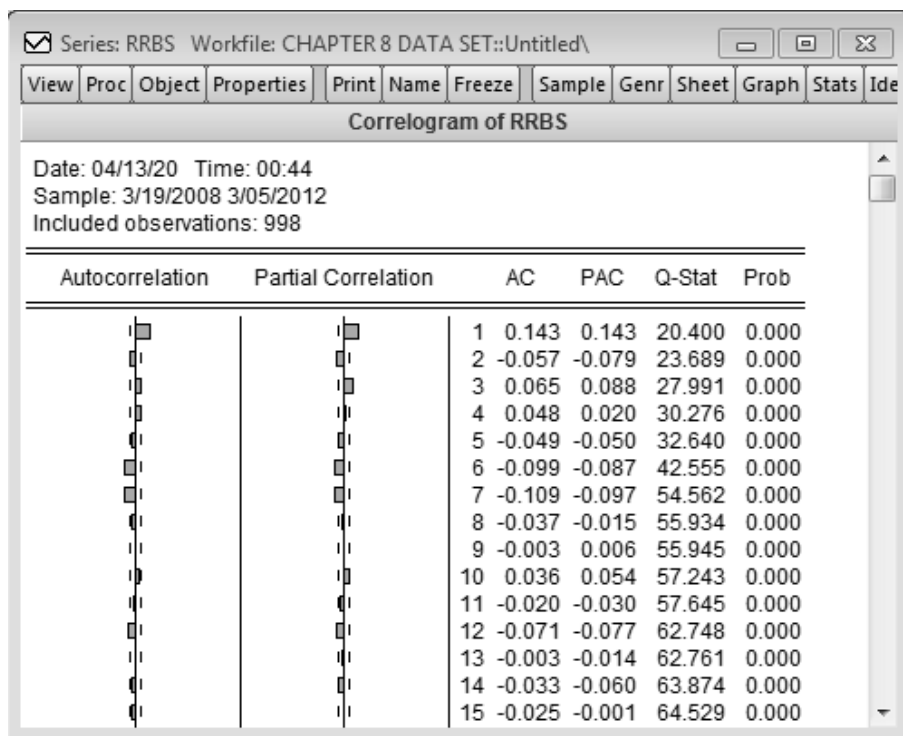 Series: RRBS Workfile: CHAPTER 8 DATA SET::Untitled\
View Proc Object Properties Print Name Freeze Sample Genr Sheet Graph Stats Ide
Correlogram of RRBS
Date: 04/13/20 Time: 00:44
Sample: 3/19/2008 3/05/2012
Included observations: 998
Autocorrelation Partial Correlation AC PAC Q-Stat Prob
1 0.143 0.143 20.400 0.000
2 -0.057 -0.079 23.689 0.000
3 0.065 0.088 27.991 0.000
4 0.048 0.020 30.276 0.000
5 -0.049 -0.050 32.640 0.000
6 -0.099 -0.087 42.555 0.000
7 -0.109 -0.097 54.562 0.000
8 -0.037 -0.015 55.934 0.000
9 -0.003 0.006 55.945 0.000
10 0.036 0.054 57.243 0.000
11 -0.020 -0.030 57.645 0.000
12 -0.071 -0.077 62.748 0.000
13 -0.003 -0.014 62.761 0.000
14 -0.033 -0.060 63.874 0.000
15 -0.025 -0.001 64.529 0.000